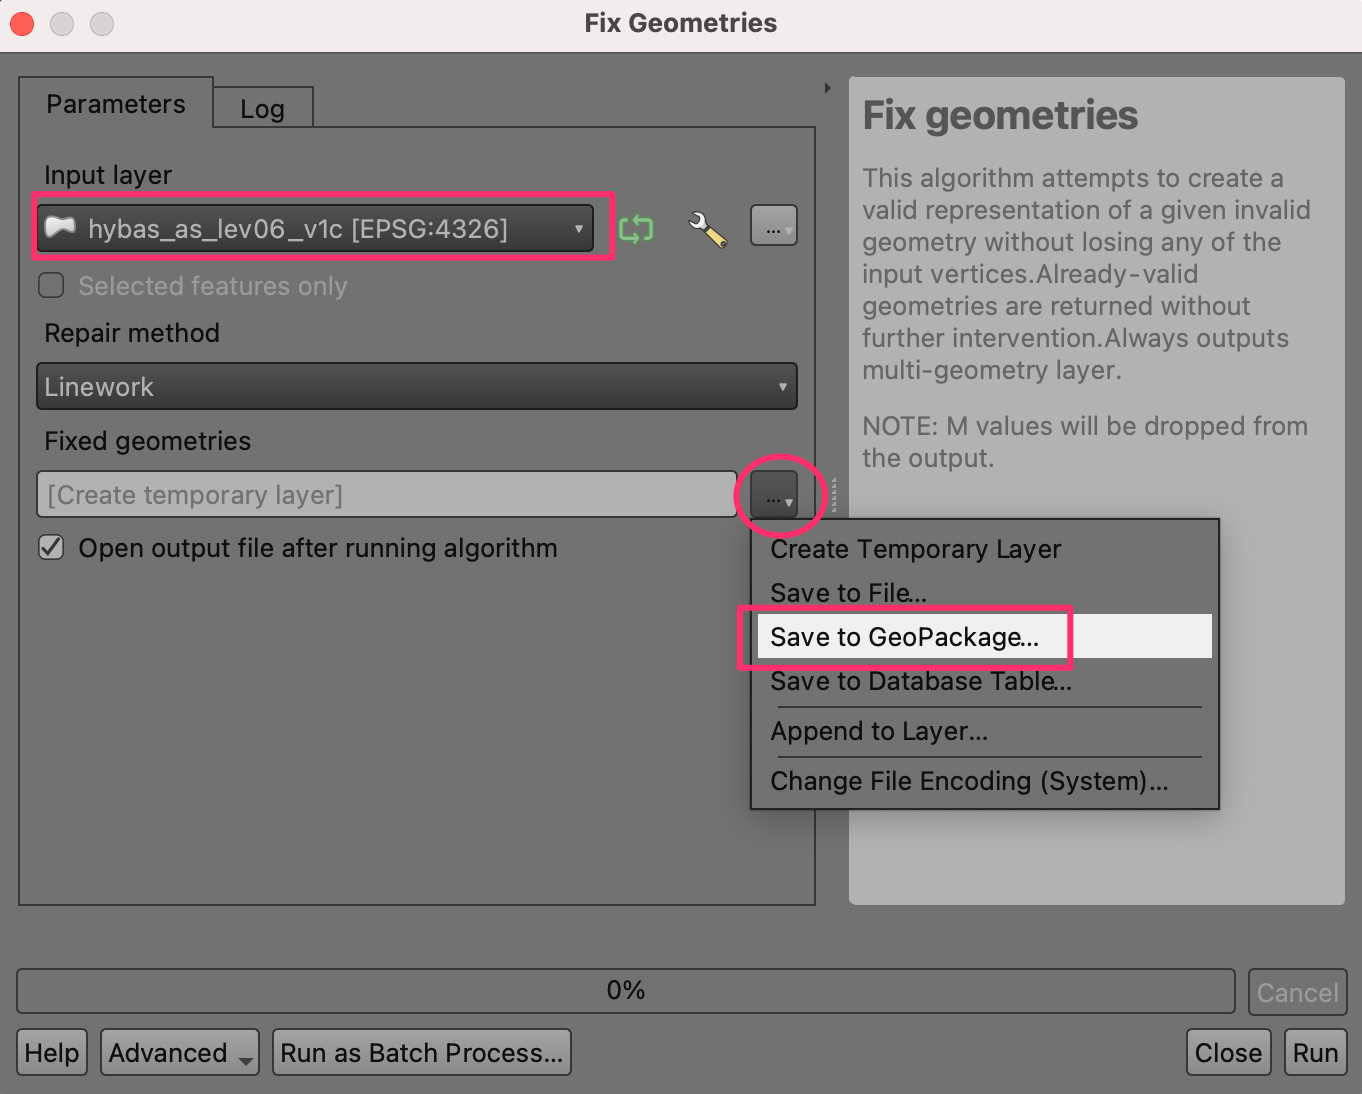 Fix Geometries
Parameters
Log
Input layer
hybas_as_lev06_v1c [EPSG:4326]
...
Selected features only
Repair method
Linework
Fixed geometries
[Create temporary layer]
...
Open output file after running algorithm
Create Temporary Layer
Save to File...
Save to GeoPackage...
Save to Database Table...
Append to Layer...
Change File Encoding (System)...
Fix geometries
This algorithm attempts to create a
valid representation of a given invalid
geometry without losing any of the
input vertices.Already-valid
geometries are returned without
further intervention.Always outputs
multi-geometry layer.
NOTE: M values will be dropped from
the output.
0%
Cancel
Help
Advanced
Run as Batch Process...
Close
Run